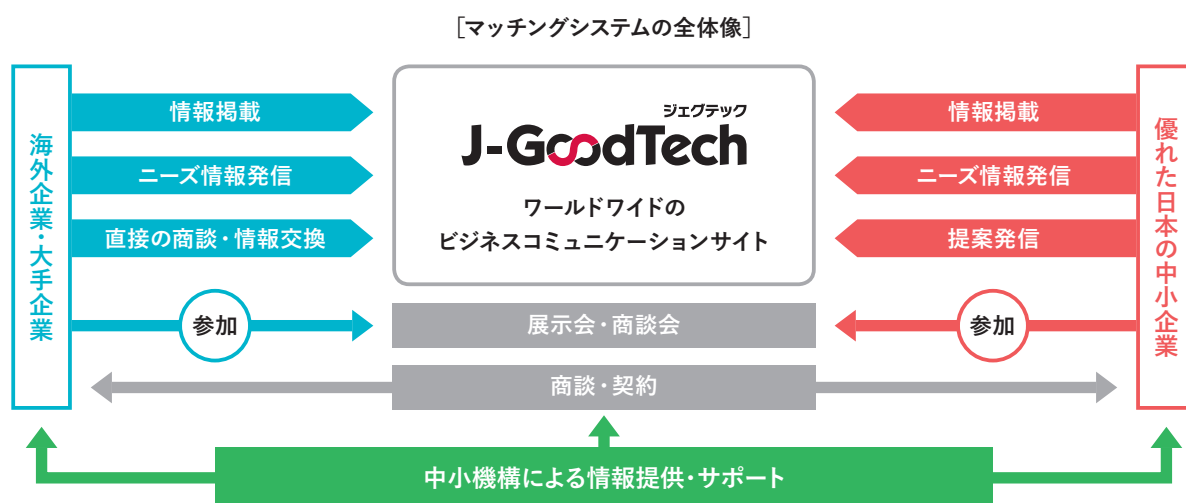 [マッチングシステムの全体像]
海外企業・大手企業
情報掲載
ニーズ情報発信
直接の商談・情報交換
参加
ジェグテック
J-GoodTech
ワールドワイドの
ビジネスコミュニケーションサイト
展示会・商談会
商談・契約
情報掲載
ニーズ情報発信
提案発信
参加
優れた日本の中小企業
中小機構による情報提供・サポート